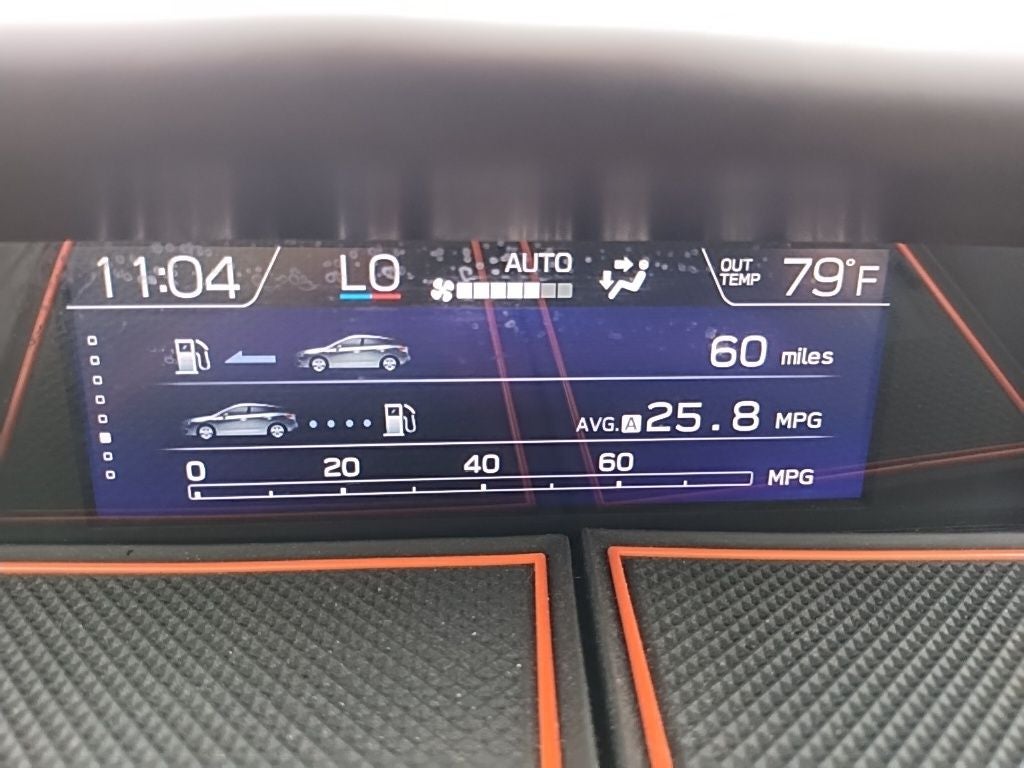 11:04 LO AUTO OUT TEMP 79°F
60 miles
AVG. A 25.8 MPG
0 20 40 60 MPG